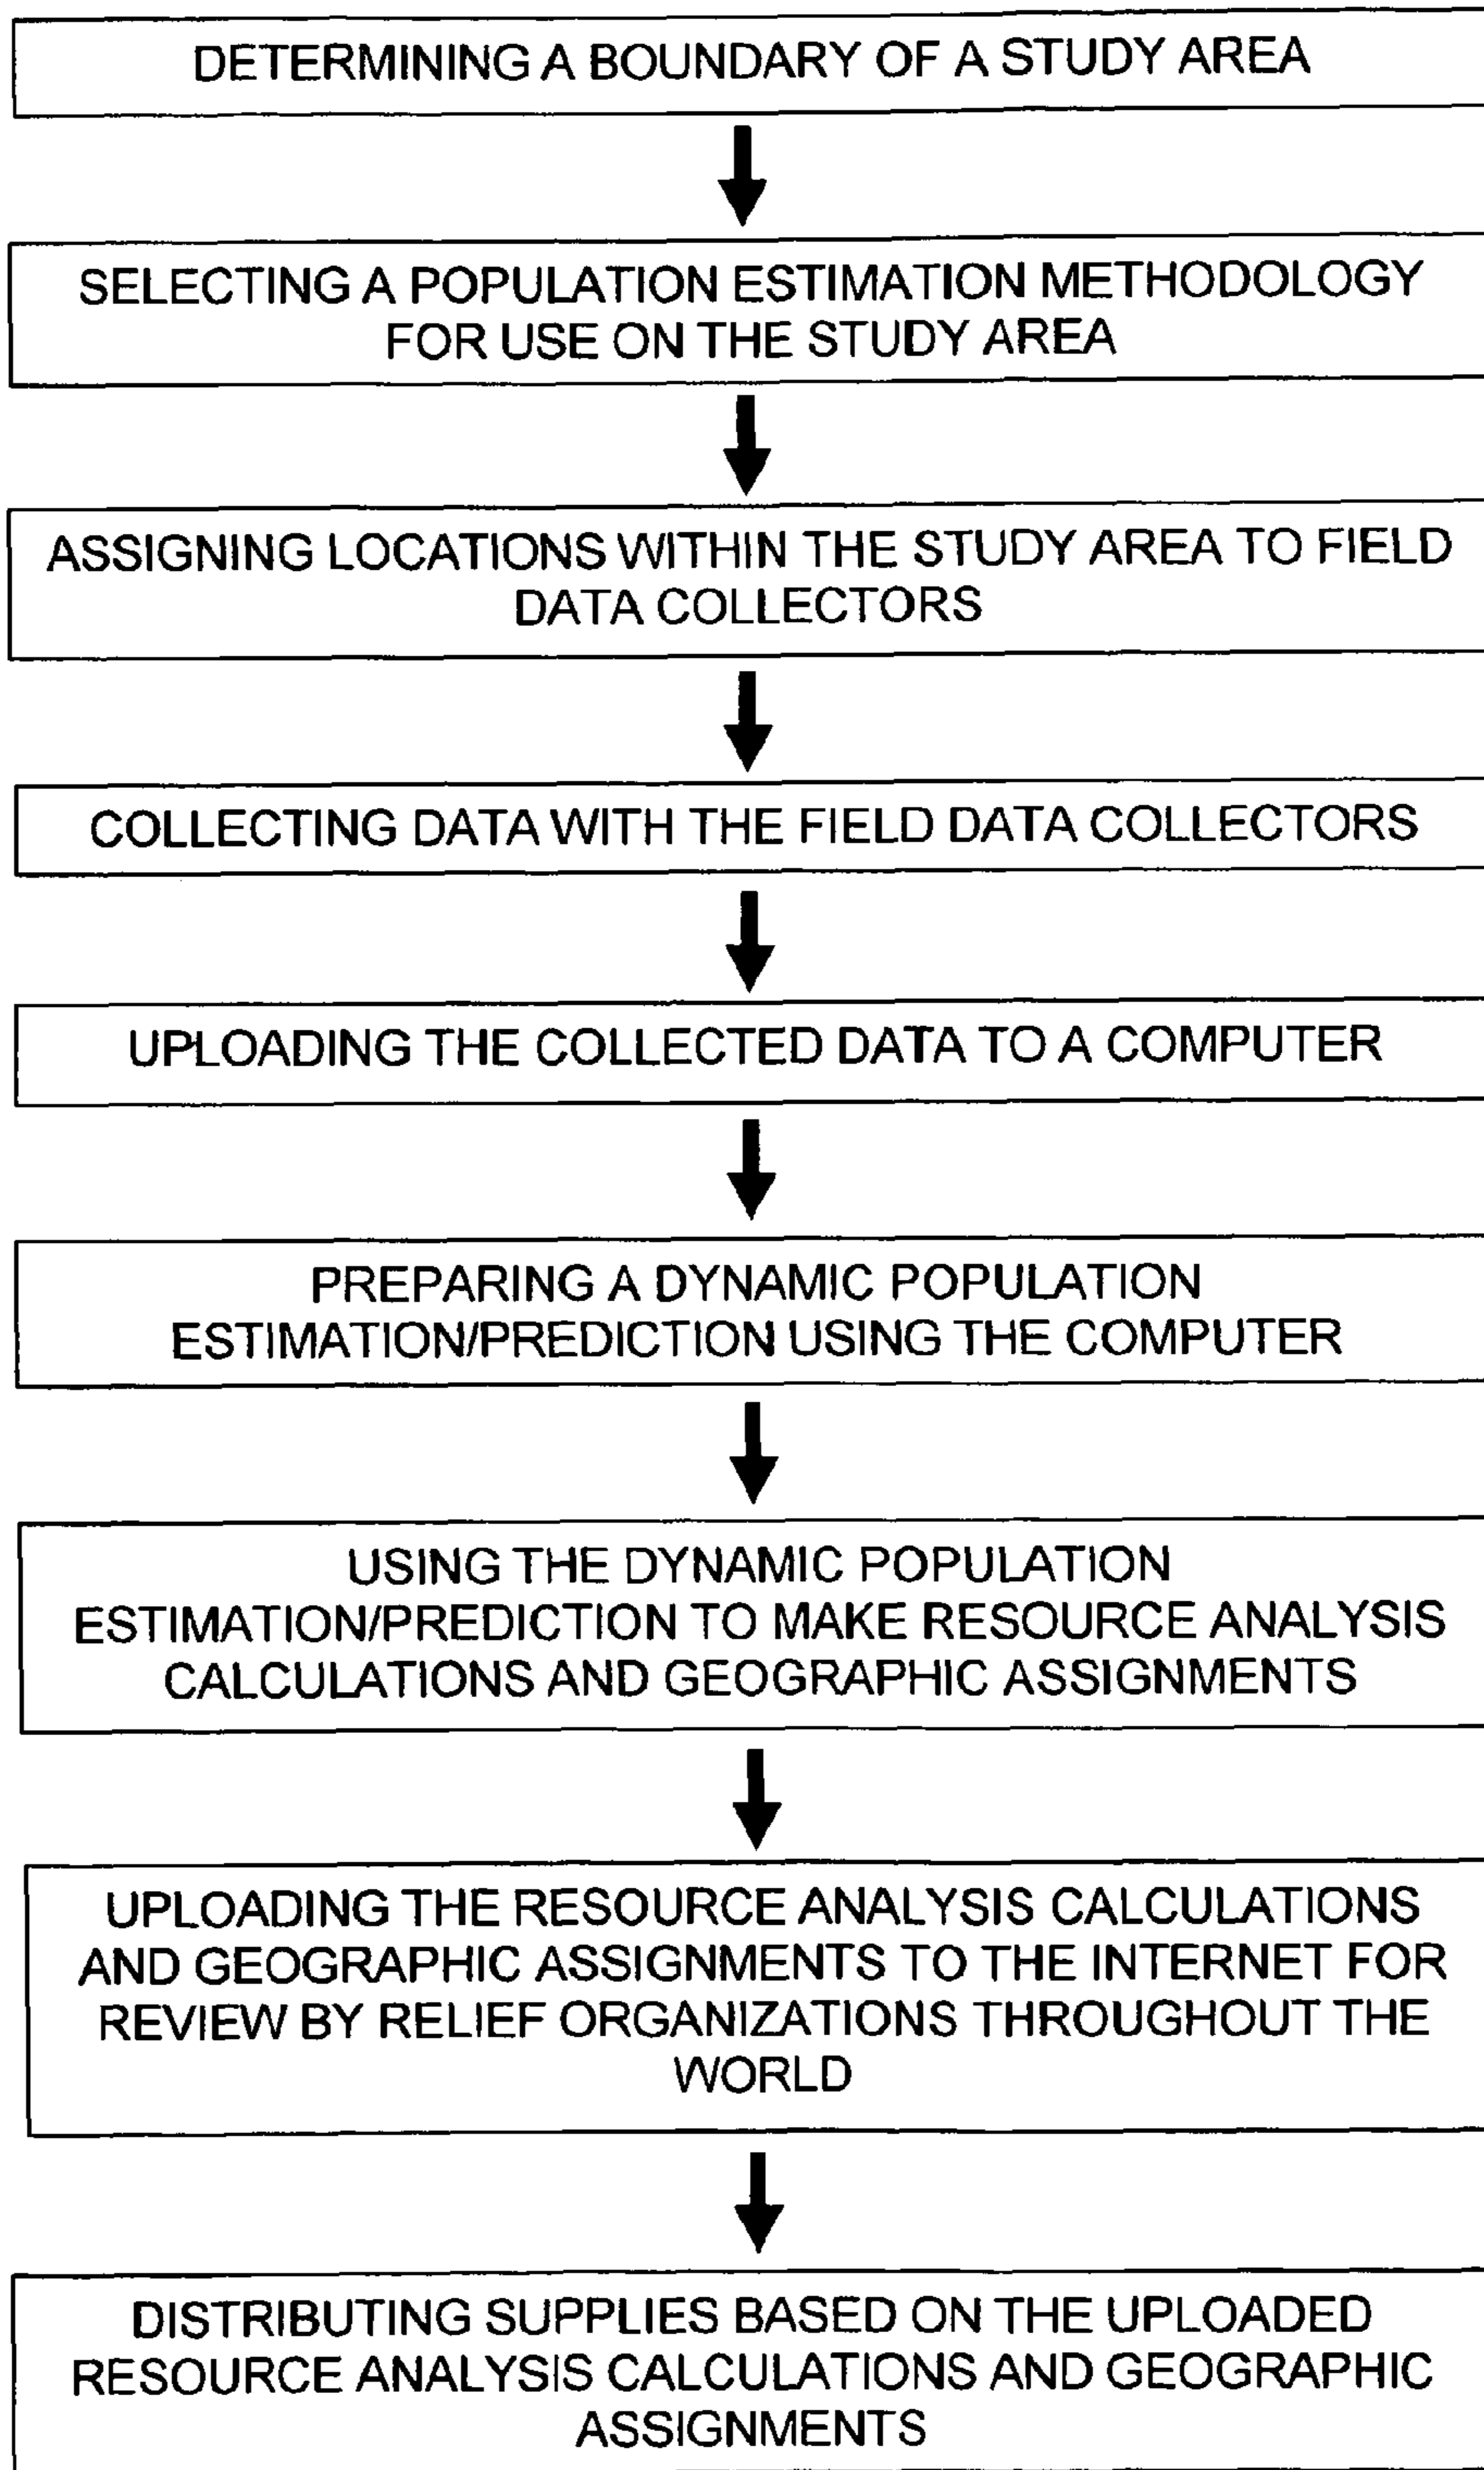 DETERMINING A BOUNDARY OF A STUDY AREA
SELECTING A POPULATION ESTIMATION METHODOLOGY
FOR USE ON THE STUDY AREA
ASSIGNING LOCATIONS WITHIN THE STUDY AREA TO FIELD
DATA COLLECTORS
COLLECTING DATA WITH THE FIELD DATA COLLECTORS
UPLOADING THE COLLECTED DATA TO A COMPUTER
PREPARING A DYNAMIC POPULATION
ESTIMATION/PREDICTION USING THE COMPUTER
USING THE DYNAMIC POPULATION
ESTIMATION/PREDICTION TO MAKE RESOURCE ANALYSIS
CALCULATIONS AND GEOGRAPHIC ASSIGNMENTS
UPLOADING THE RESOURCE ANALYSIS CALCULATIONS
AND GEOGRAPHIC ASSIGNMENTS TO THE INTERNET FOR
REVIEW BY RELIEF ORGANIZATIONS THROUGHOUT THE
WORLD
DISTRIBUTING SUPPLIES BASED ON THE UPLOADED
RESOURCE ANALYSIS CALCULATIONS AND GEOGRAPHIC
ASSIGNMENTS